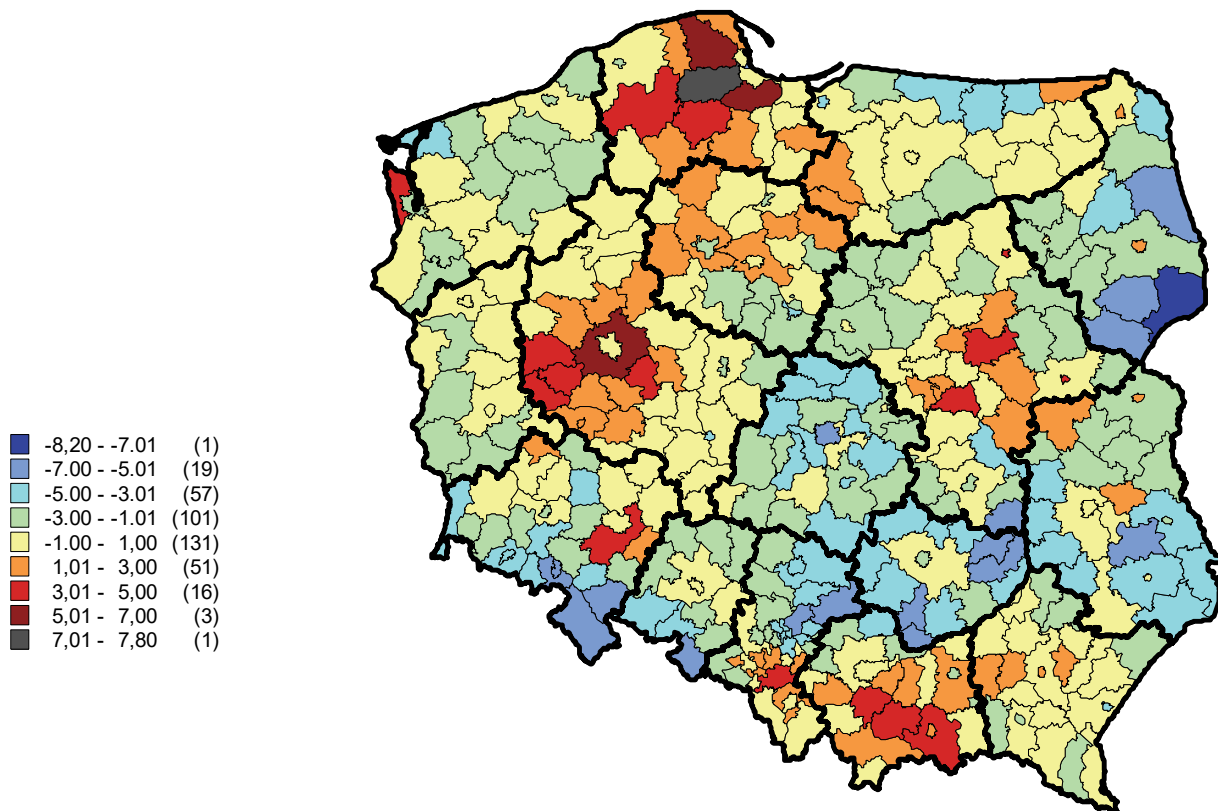 -8,20 - -7.01 (1)
-7.00 - -5.01 (19)
-5.00 - -3.01 (57)
-3.00 - -1.01 (101)
-1.00 - 1,00 (131)
1,01 - 3,00 (51)
3,01 - 5,00 (16)
5,01 - 7,00 (3)
7,01 - 7,80 (1)